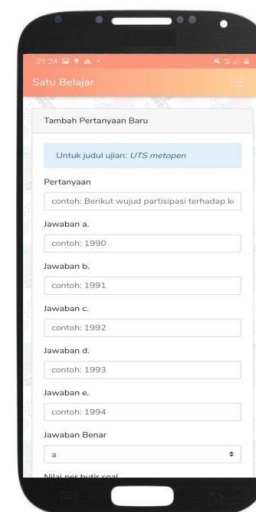 21:24
Satu Belajar
Tambah Pertanyaan Baru
Untuk judul ujian: UTS metopen
Pertanyaan
contoh: Berikut wujud partisipasi terhadap k
Jawaban a.
contoh: 1990
Jawaban b.
contoh: 1991
Jawaban c.
contoh: 1992
Jawaban d.
contoh: 1993
Jawaban e.
contoh: 1994
Jawaban Benar
a
Nilai per butir soal